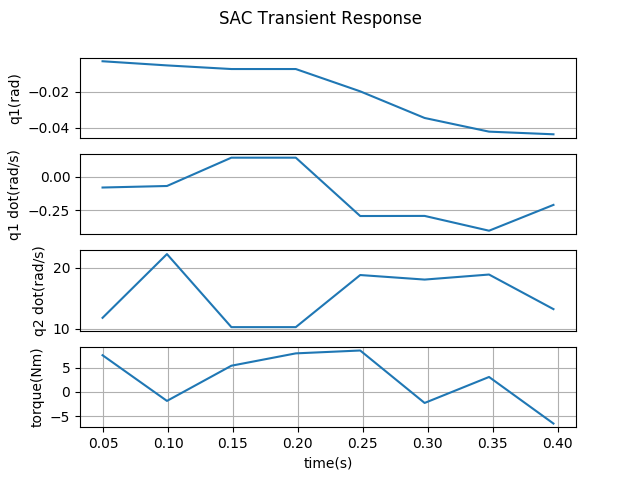 SAC Transient Response
q1(rad)
−0.02
−0.04
q1 dot(rad/s)
0.00
−0.25
q2 dot(rad/s)
20
10
torque(Nm)
5
0
−5
0.05 0.10 0.15 0.20 0.25 0.30 0.35 0.40
time(s)